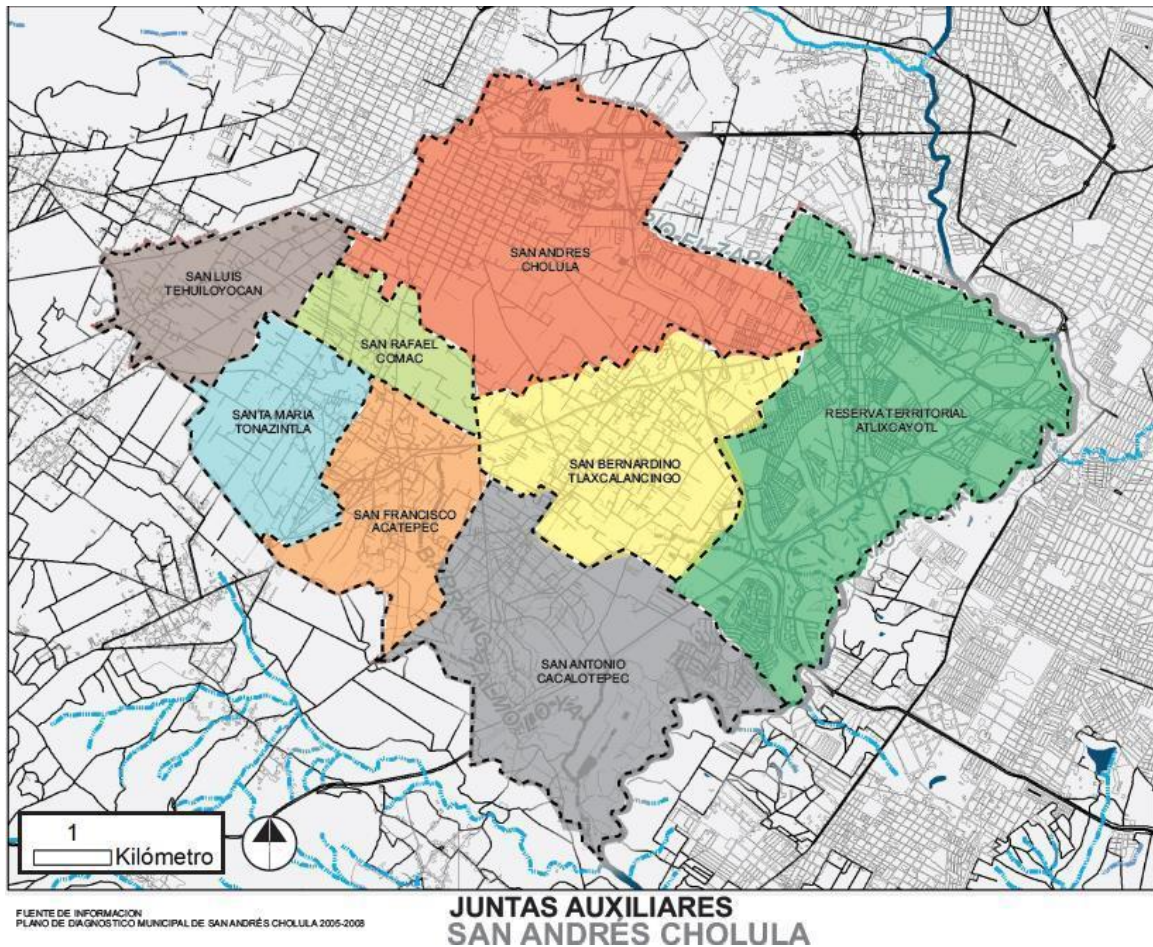 SAN ANDRES
CHOLULA
SAN LUIS
TEHUILOYOCAN
SAN RAFAEL
COMAC
SANTA MARIA
TONAZINTLA
RESERVA TERRITORIAL
ATLIXCAYOTL
SAN BERNARDINO
TLAXCALANCINGO
SAN FRANCISCO
ACATEPEC
SAN ANTONIO
CACALOTEPEC
1
Kilómetro
FUENTE DE INFORMACION
PLANO DE DIAGNOSTICO MUNICIPAL DE SAN ANDRÉS CHOLULA 2005-2008
JUNTAS AUXILIARES
SAN ANDRÉS CHOLULA